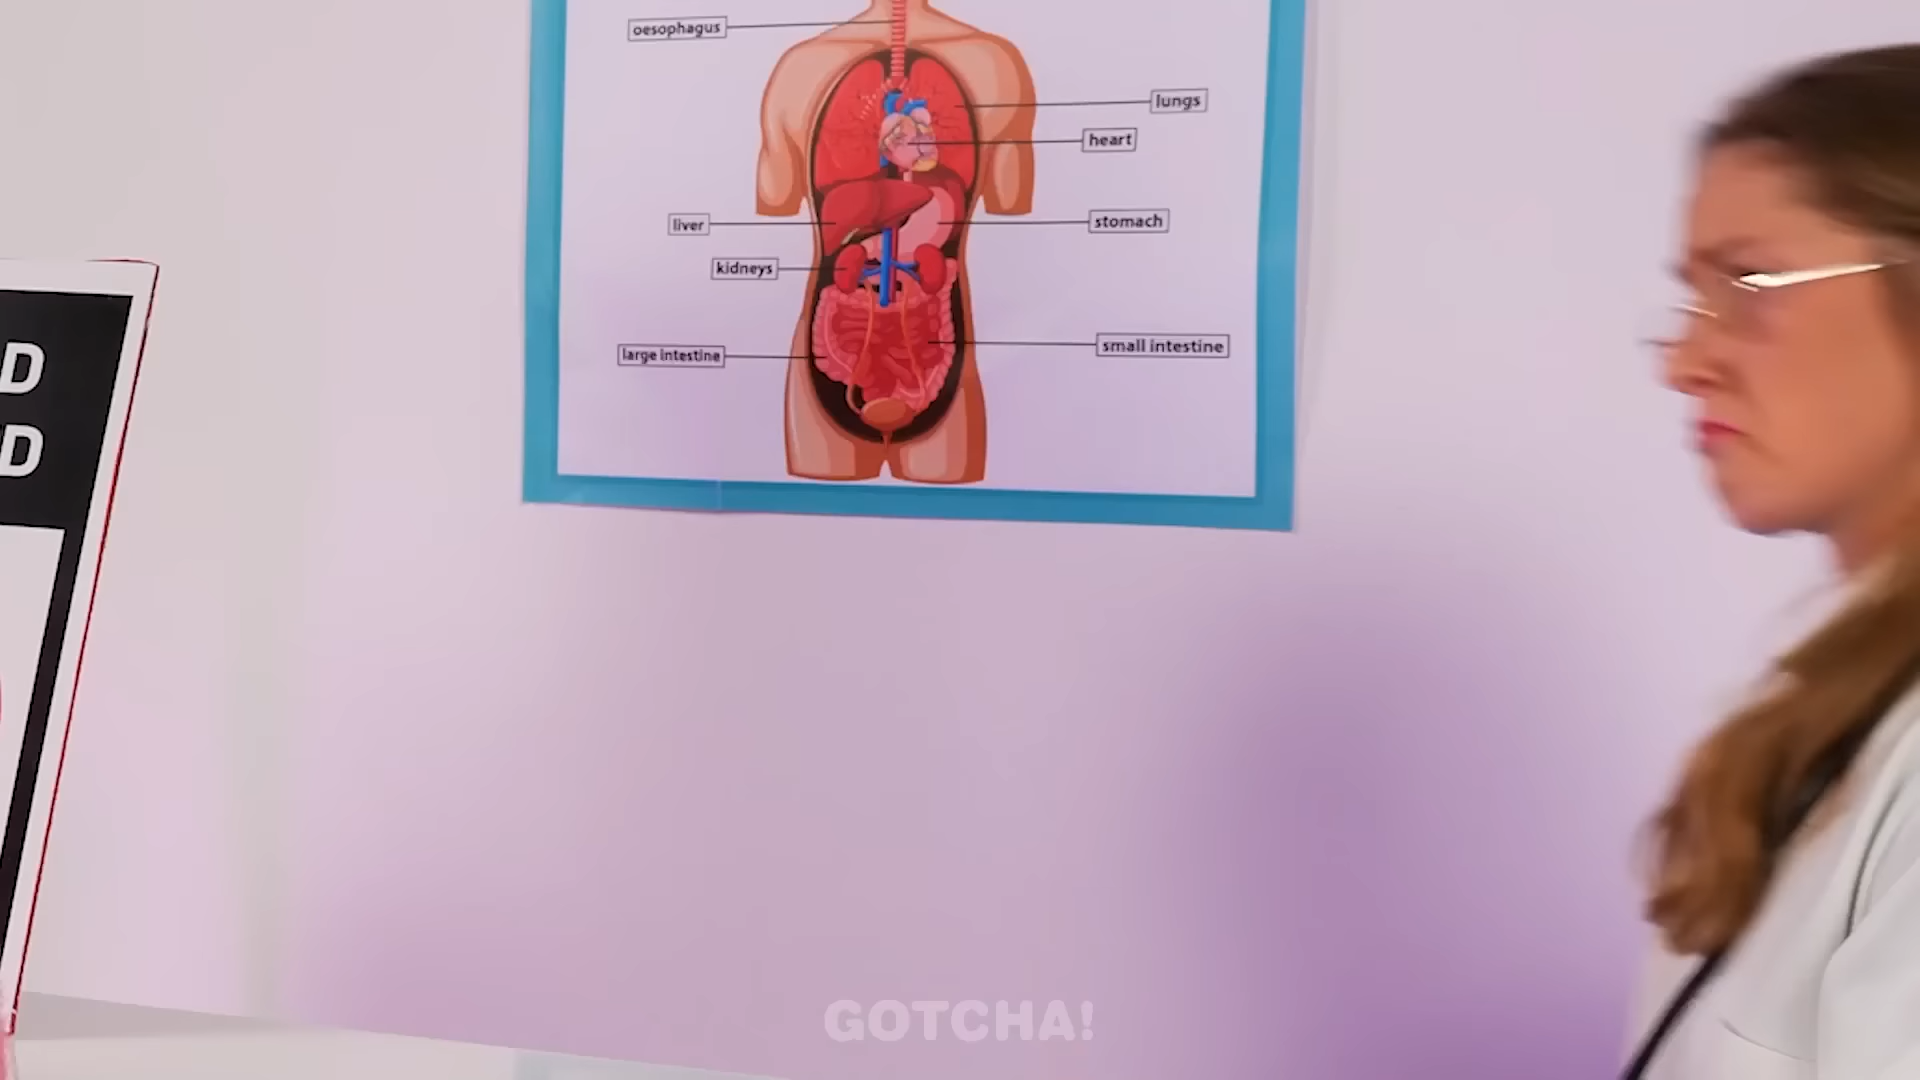 oesophagus
lungs
heart
liver
stomach
kidneys
large intestine
small intestine
D
D
GOTCHA!